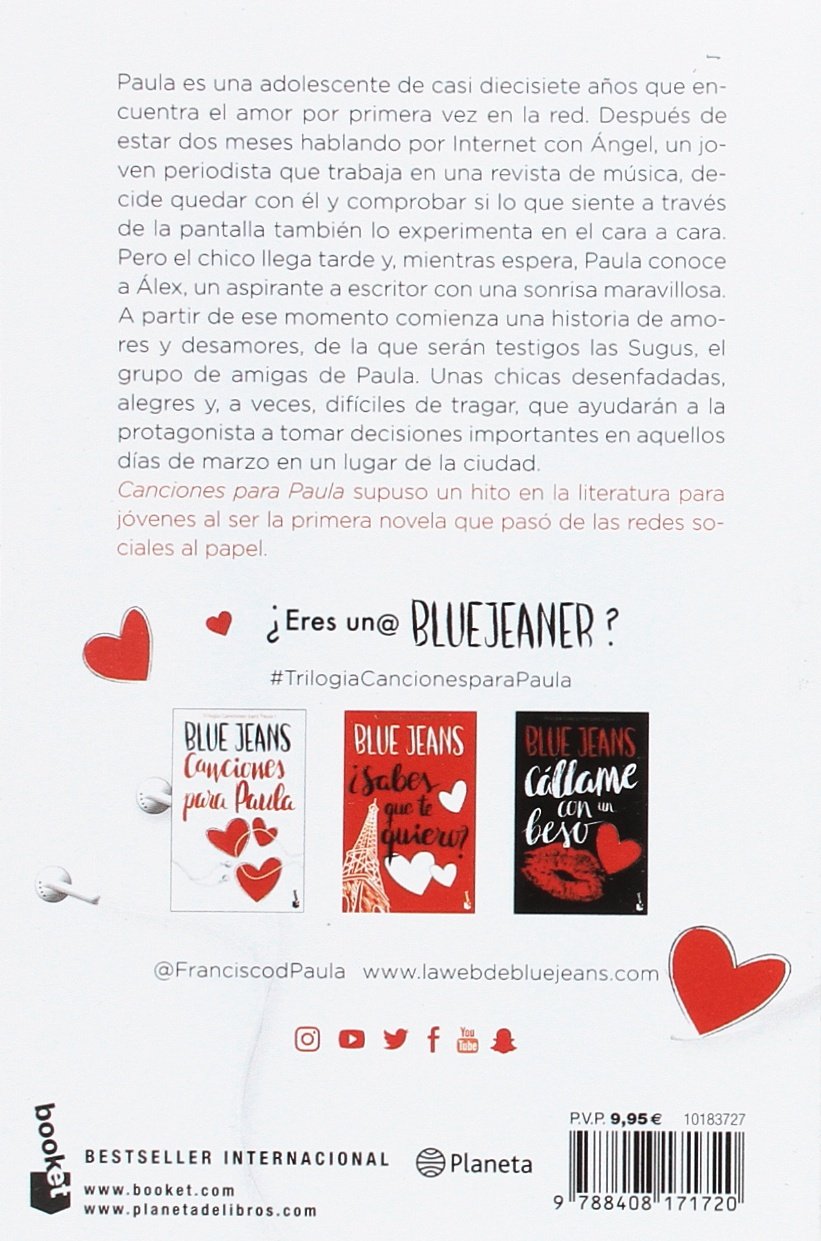 Paula es una adolescente de casi diecisiete años que en-
cuentra el amor por primera vez en la red. Después de
estar dos meses hablando por Internet con Ángel, un jo-
ven periodista que trabaja en una revista de música, de-
cide quedar con él y comprobar si lo que siente a través
de la pantalla también lo experimenta en el cara a cara.
Pero el chico llega tarde y, mientras espera, Paula conoce
a Álex, un aspirante a escritor con una sonrisa maravillosa.
A partir de ese momento comienza una historia de amo-
res y desamores, de la que serán testigos las Sugus, el
grupo de amigas de Paula. Unas chicas desenfadadas,
alegres y, a veces, difíciles de tragar, que ayudarán a la
protagonista a tomar decisiones importantes en aquellos
días de marzo en un lugar de la ciudad.
Canciones para Paula supuso un hito en la literatura para
jóvenes al ser la primera novela que pasó de las redes so-
ciales al papel.
¿Eres un@ BLUEJEANER?
#TrilogiaCancionesparaPaula
BLUE JEANS
Canciones
para Paula
BLUE JEANS
¿Sabes
que te
quiero?
BLUE JEANS
Cállame
con un
beso
@FranciscodPaula www.lawebdebluejeans.com
You
Tube
booket
BESTSELLER INTERNACIONAL
www.booket.com
www.planetadelibros.com
Planeta
P.V.P. 9,95 € 10183727
9 788408 171720